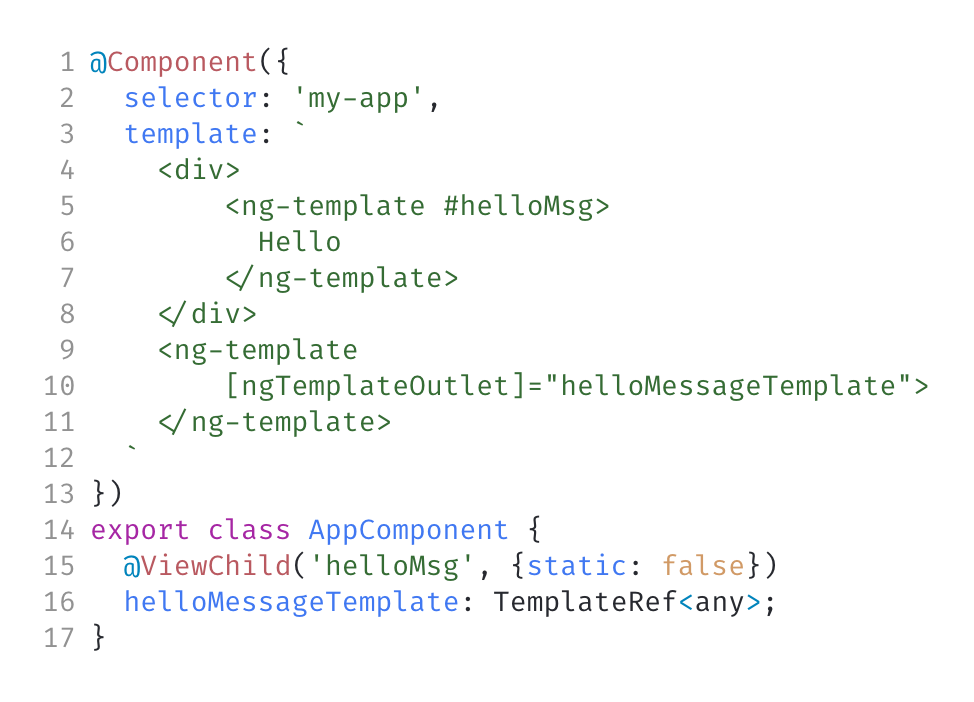 1 @Component({
2   selector: 'my-app',
3   template: `
4     <div>
5         <ng-template #helloMsg>
6           Hello
7         </ng-template>
8     </div>
9     <ng-template
10         [ngTemplateOutlet]="helloMessageTemplate">
11     </ng-template>
12   `
13 })
14 export class AppComponent {
15   @ViewChild('helloMsg', {static: false})
16   helloMessageTemplate: TemplateRef<any>;
17 }